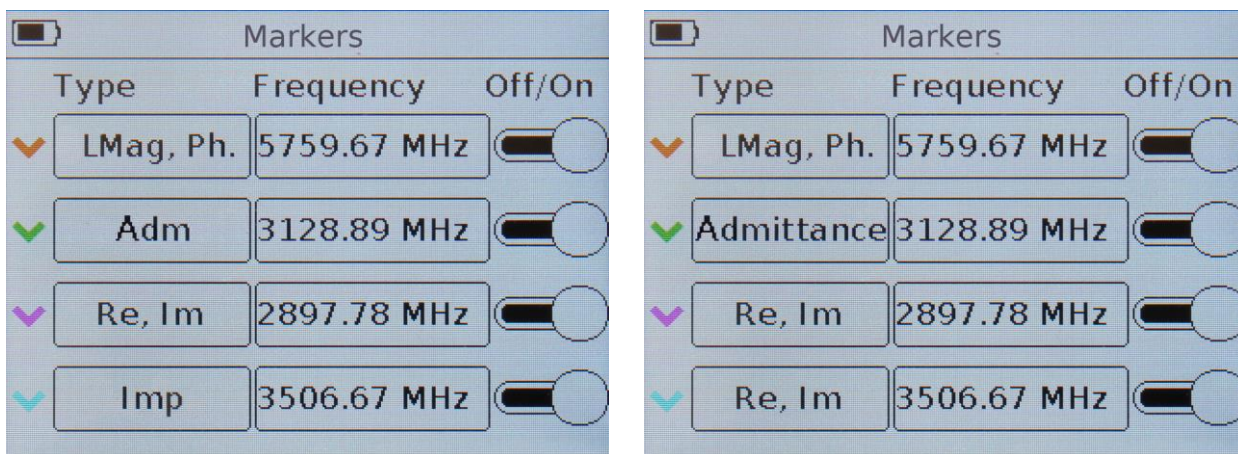 Markers
Type Frequency Off/On
LMag, Ph. 5759.67 MHz
Adm 3128.89 MHz
Re, Im 2897.78 MHz
Imp 3506.67 MHz
Markers
Type Frequency Off/On
LMag, Ph. 5759.67 MHz
Admittance 3128.89 MHz
Re, Im 2897.78 MHz
Re, Im 3506.67 MHz